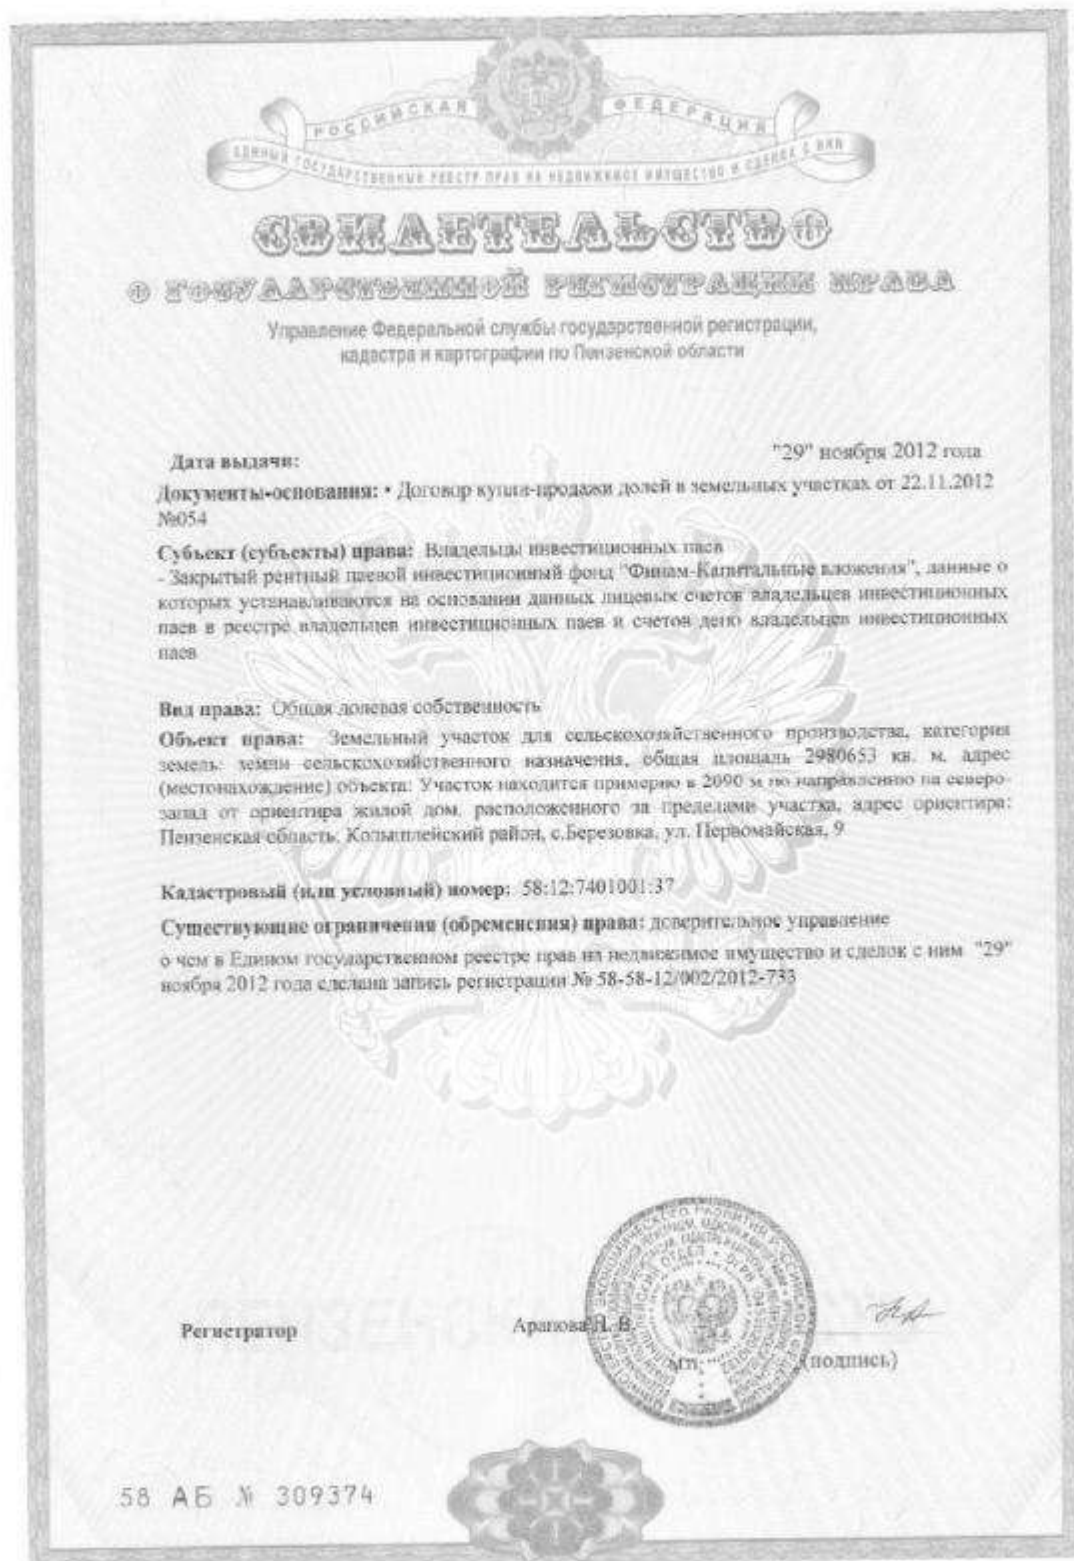 РОССИЙСКАЯ ФЕДЕРАЦИЯ
ЕДИНЫЙ ГОСУДАРСТВЕННЫЙ РЕЕСТР ПРАВ НА НЕДВИЖИМОЕ ИМУЩЕСТВО И СДЕЛОК С НИМ
СВИДЕТЕЛЬСТВО
О ГОСУДАРСТВЕННОЙ РЕГИСТРАЦИИ ПРАВА
Управление Федеральной службы государственной регистрации,
кадастра и картографии по Пензенской области
Дата выдачи: "29" ноября 2012 года
Документы-основания: • Договор купли-продажи долей в земельных участках от 22.11.2012
№054
Субъект (субъекты) права: Владельцы инвестиционных паев
- Закрытый рентный паевой инвестиционный фонд "Финам-Капитальные вложения", данные о
которых устанавливаются на основании данных лицевых счетов владельцев инвестиционных
паев в реестре владельцев инвестиционных паев и счетов депо владельцев инвестиционных
паев
Вид права: Общая долевая собственность
Объект права: Земельный участок для сельскохозяйственного производства, категория
земель: земли сельскохозяйственного назначения, общая площадь 2980653 кв. м, адрес
(местонахождение) объекта: Участок находится примерно в 2090 м по направлению на северо-
запад от ориентира жилой дом, расположенного за пределами участка, адрес ориентира:
Пензенская область, Колышлейский район, с.Березовка, ул. Первомайская, 9
Кадастровый (или условный) номер: 58:12:7401001:37
Существующие ограничения (обременения) права: доверительное управление
о чем в Едином государственном реестре прав на недвижимое имущество и сделок с ним "29"
ноября 2012 года сделана запись регистрации № 58-58-12/002/2012-733
Регистратор Арапова В.
м.п. (подпись)
58 АБ № 309374